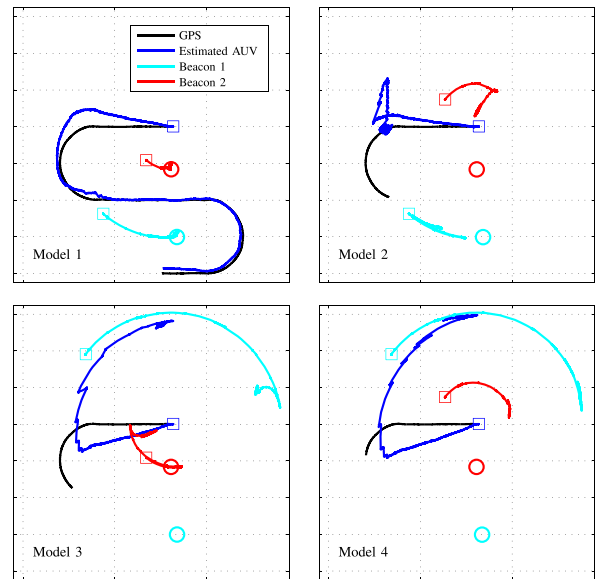 GPS
Estimated AUV
Beacon 1
Beacon 2
Model 1
Model 2
Model 3
Model 4